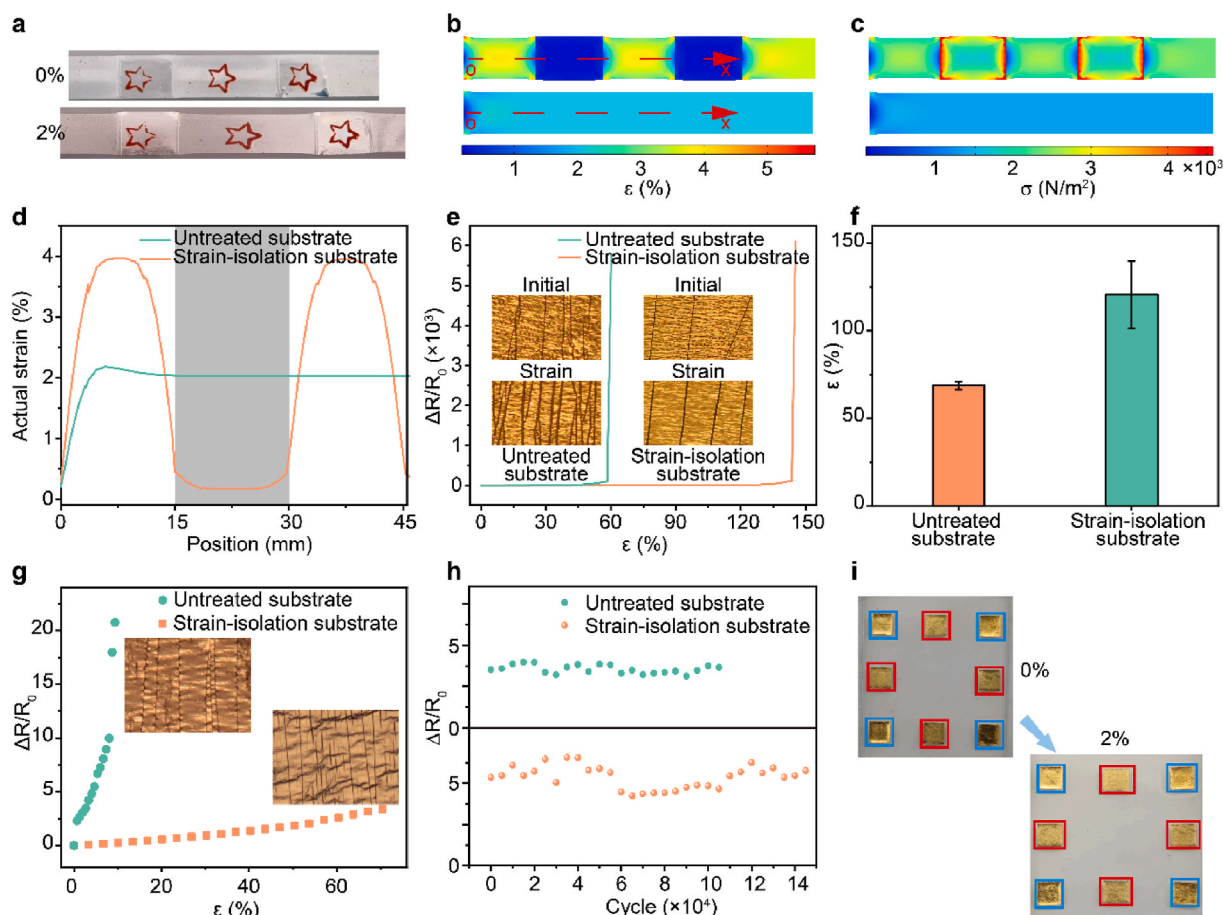 a
0%
2%
b
O
X
X
O
1 2 3 4 5
ε (%)
c
1 2 3 4 ×10³
σ (N/m²)
d
Untreated substrate
Strain-isolation substrate
4
3
2
1
0
Actual strain (%)
0 15 30 45
Position (mm)
e
Untreated substrate
Strain-isolation substrate
6
5
4
3
2
1
0
ΔR/R₀ (×10³)
Initial Initial
Strain Strain
Untreated substrate
Strain-isolation substrate
0 30 60 90 120 150
ε (%)
f
150
100
50
0
ε (%)
Untreated substrate
Strain-isolation substrate
g
Untreated substrate
Strain-isolation substrate
20
15
10
5
0
ΔR/R₀
0 20 40 60
ε (%)
h
Untreated substrate
Strain-isolation substrate
5
0
5
0
ΔR/R₀
0 2 4 6 8 10 12 14
Cycle (×10⁴)
i
0%
2%